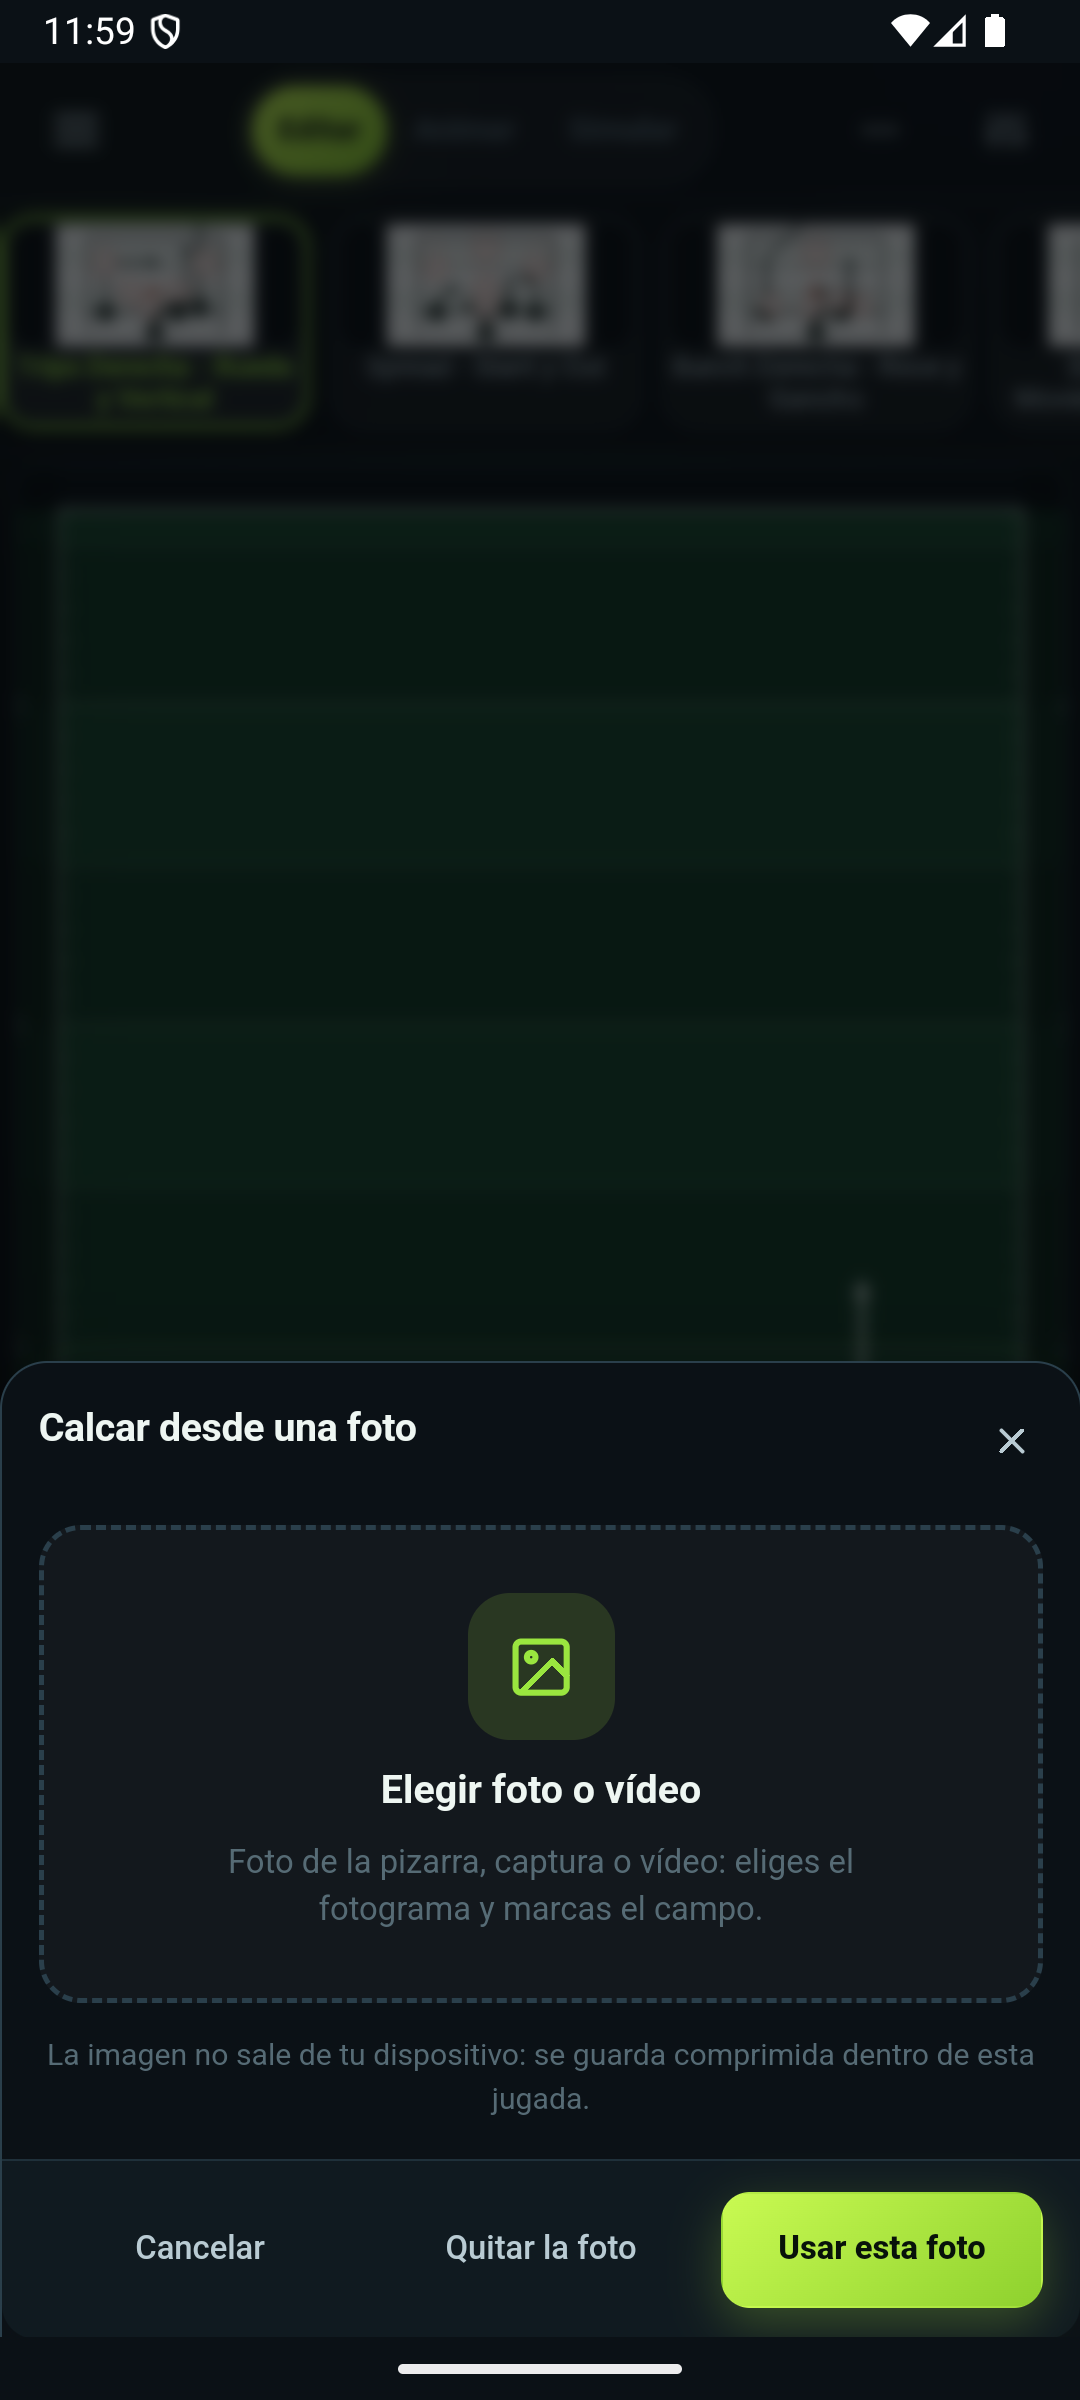 11:59
Calcar desde una foto
Elegir foto o vídeo
Foto de la pizarra, captura o vídeo: eliges el
fotograma y marcas el campo.
La imagen no sale de tu dispositivo: se guarda comprimida dentro de esta
jugada.
Cancelar
Quitar la foto
Usar esta foto